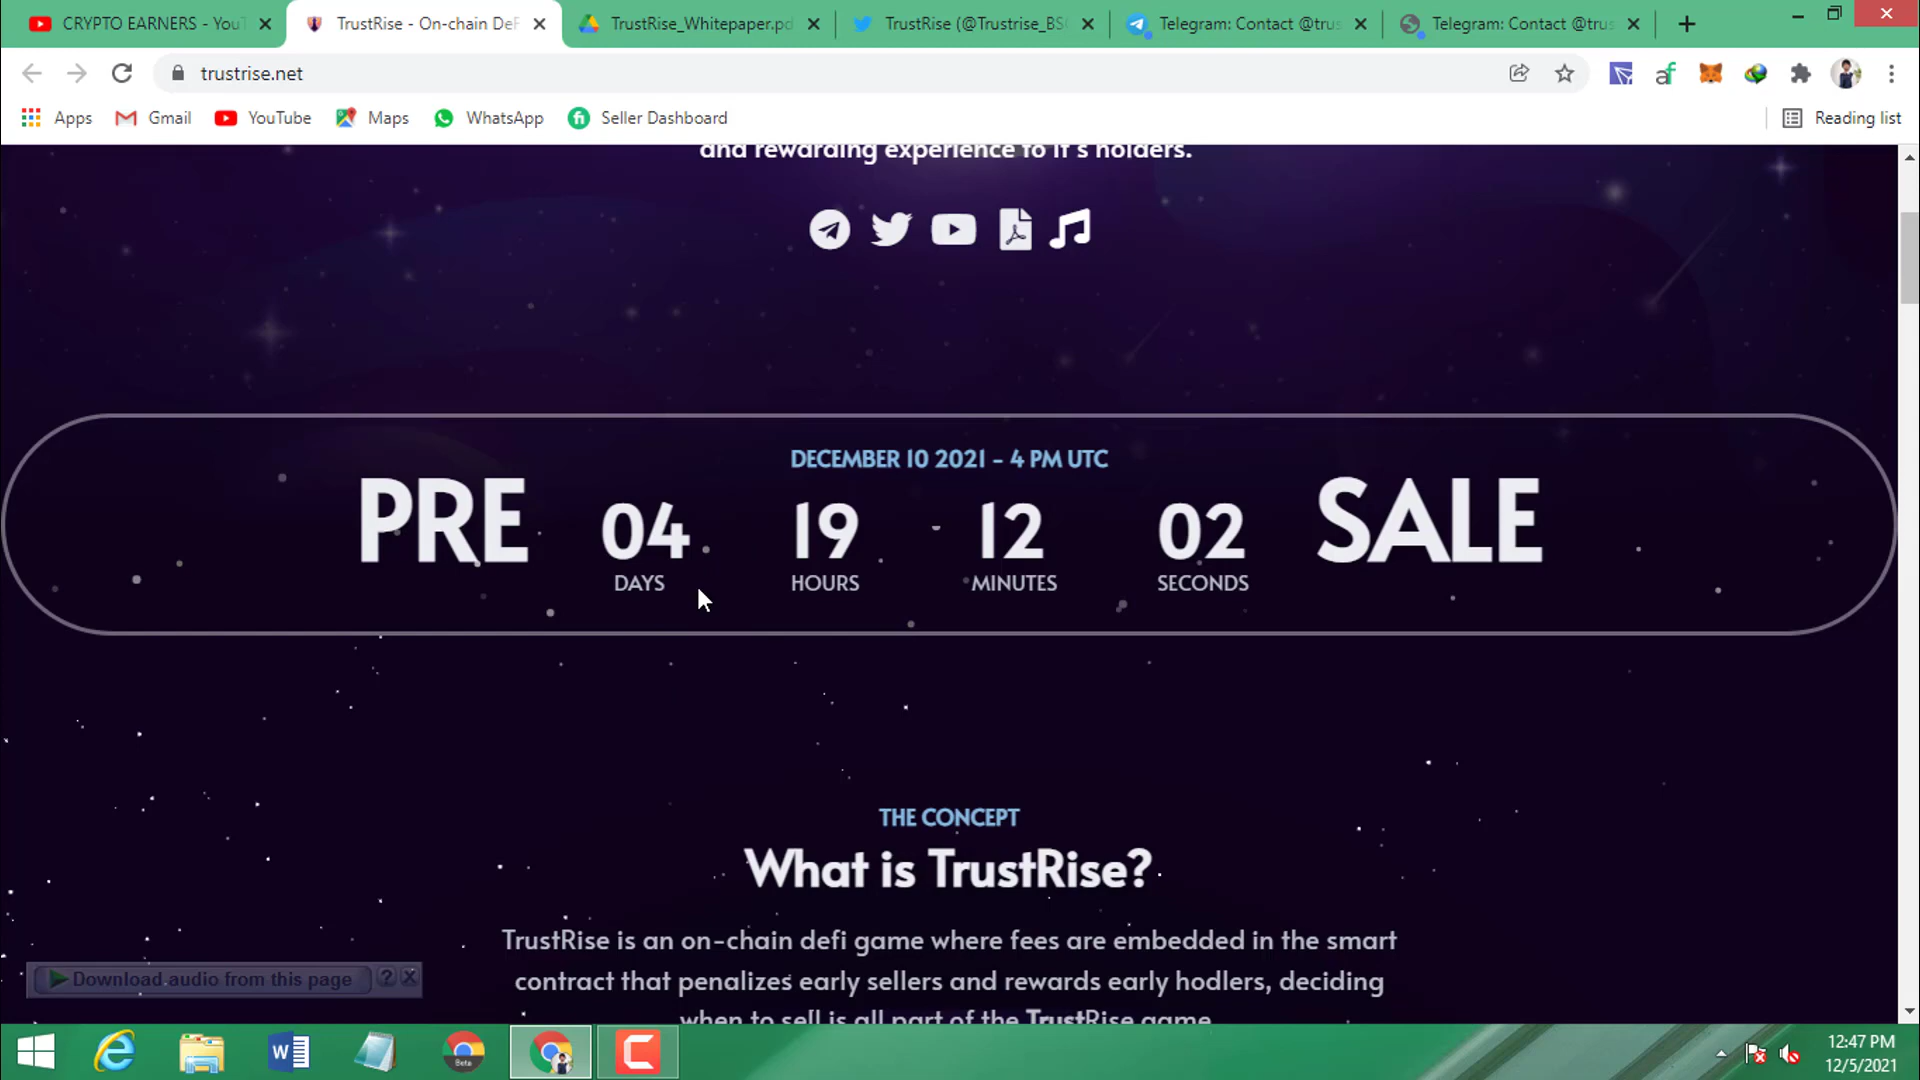 CRYPTO EARNERS - YouT
TrustRise - On-chain DeF
TrustRise_Whitepaper.pd
TrustRise (@Trustrise_BS
Telegram: Contact @trus
Telegram: Contact @trus
trustrise.net
Apps
Gmail
YouTube
Maps
WhatsApp
Seller Dashboard
Reading list
and rewarding experience to it's holders.
DECEMBER 10 2021 - 4 PM UTC
PRE 04 19 12 02 SALE
DAYS HOURS MINUTES SECONDS
THE CONCEPT
What is TrustRise?
TrustRise is an on-chain defi game where fees are embedded in the smart
contract that penalizes early sellers and rewards early hodlers, deciding
when to sell is all part of the TrustRise game.
Download audio from this page ? X
Beta
12:47 PM
12/5/2021